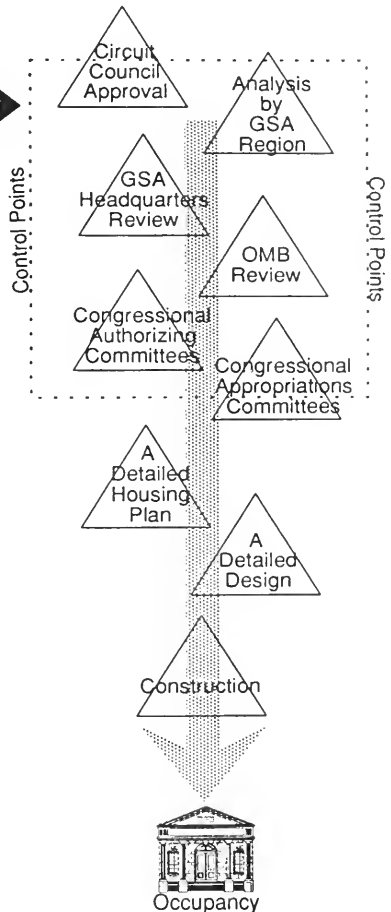 Circuit
Council
Approval
Analysis
by
GSA
Region
Control Points
Control Points
GSA
Headquarters
Review
OMB
Review
Congressional
Authorizing
Committees
Congressional
Appropriations
Committees
A
Detailed
Housing
Plan
A
Detailed
Design
Construction
Occupancy